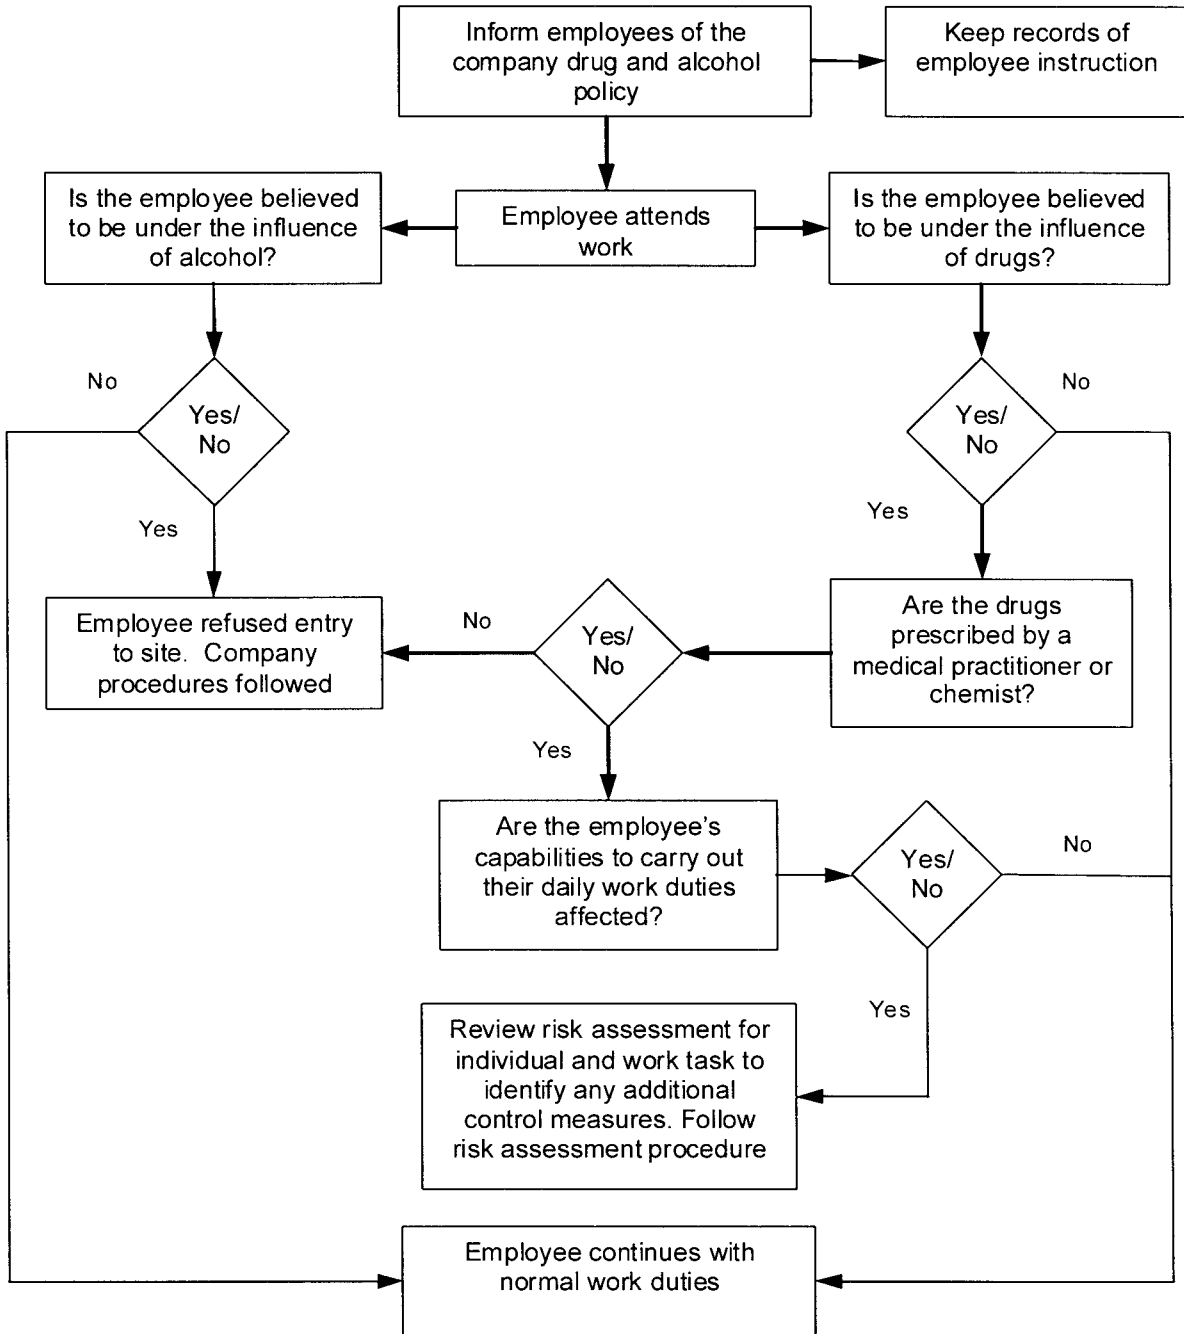 Inform employees of the
company drug and alcohol
policy
Keep records of
employee instruction
Is the employee believed
to be under the influence
of alcohol?
Employee attends
work
Is the employee believed
to be under the influence
of drugs?
No
Yes/
No
Yes
Yes/
No
No
Yes
Employee refused entry
to site.  Company
procedures followed
No
Yes/
No
Yes
Are the drugs
prescribed by a
medical practitioner or
chemist?
Are the employee’s
capabilities to carry out
their daily work duties
affected?
Yes/
No
No
Yes
Review risk assessment for
individual and work task to
identify any additional
control measures. Follow
risk assessment procedure
Employee continues with
normal work duties